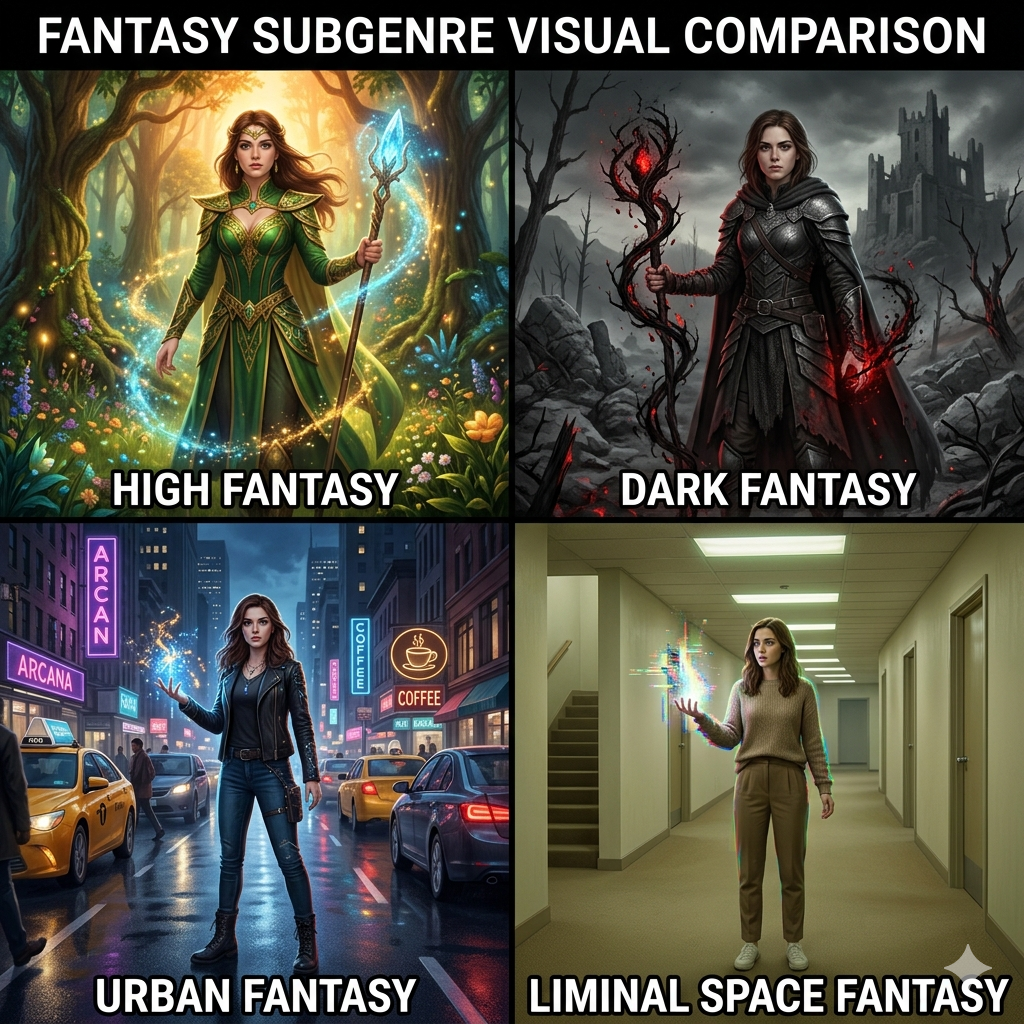 FANTASY SUBGENRE VISUAL COMPARISON
HIGH FANTASY
DARK FANTASY
ARCAN
ARCANA
COFFEE
COFFEE
URBAN FANTASY
LIMINAL SPACE FANTASY